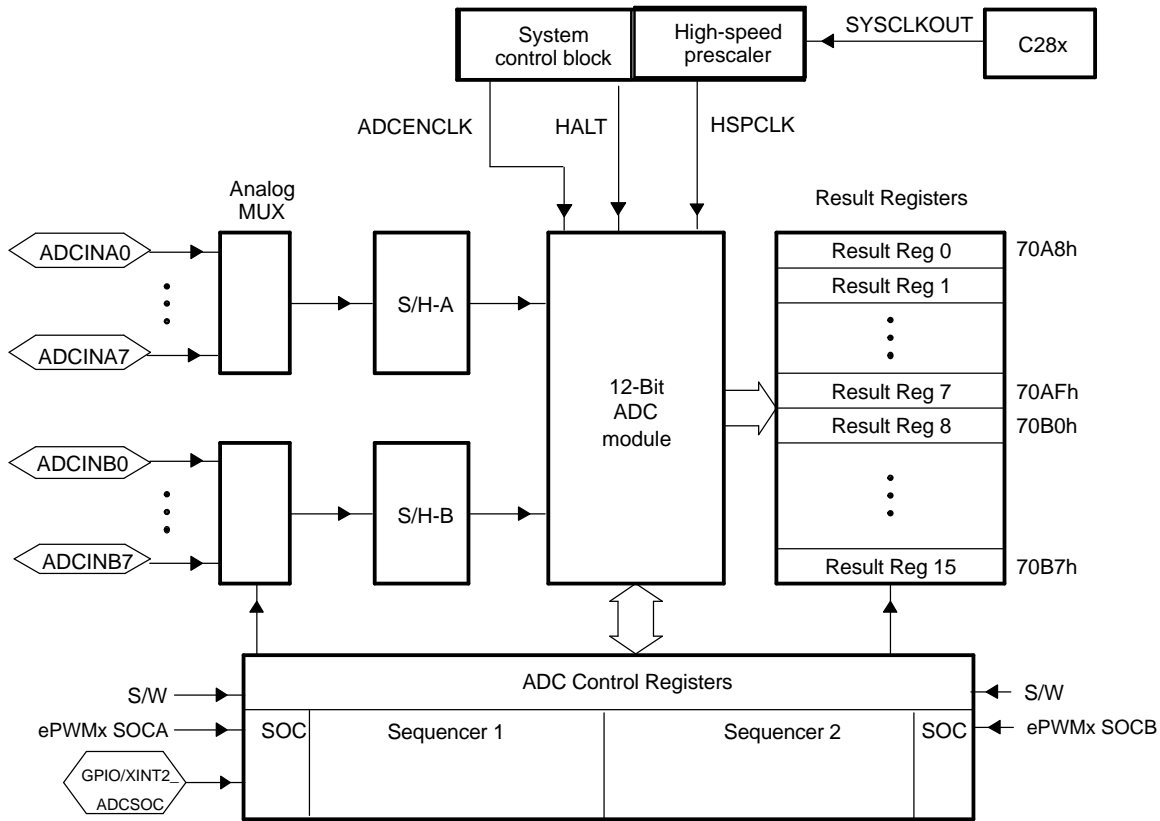 System
control block
High-speed
prescaler
SYSCLKOUT
C28x
ADCENCLK
HALT
HSPCLK
Analog
MUX
Result Registers
ADCINA0
ADCINA7
S/H-A
12-Bit
ADC
module
Result Reg 0
70A8h
Result Reg 1
Result Reg 7
70AFh
Result Reg 8
70B0h
ADCINB0
ADCINB7
S/H-B
Result Reg 15
70B7h
ADC Control Registers
S/W
S/W
ePWMx SOCA
SOC
Sequencer 1
Sequencer 2
SOC
ePWMx SOCB
GPIO/XINT2_
ADCSOC